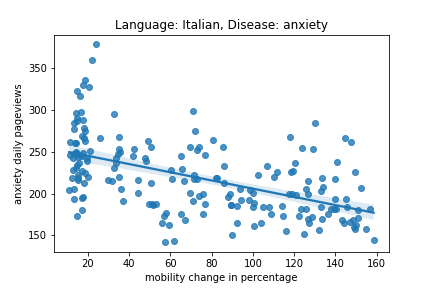 Language: Italian, Disease: anxiety
anxiety daily pageviews
350
300
250
200
150
20 40 60 80 100 120 140 160
mobility change in percentage